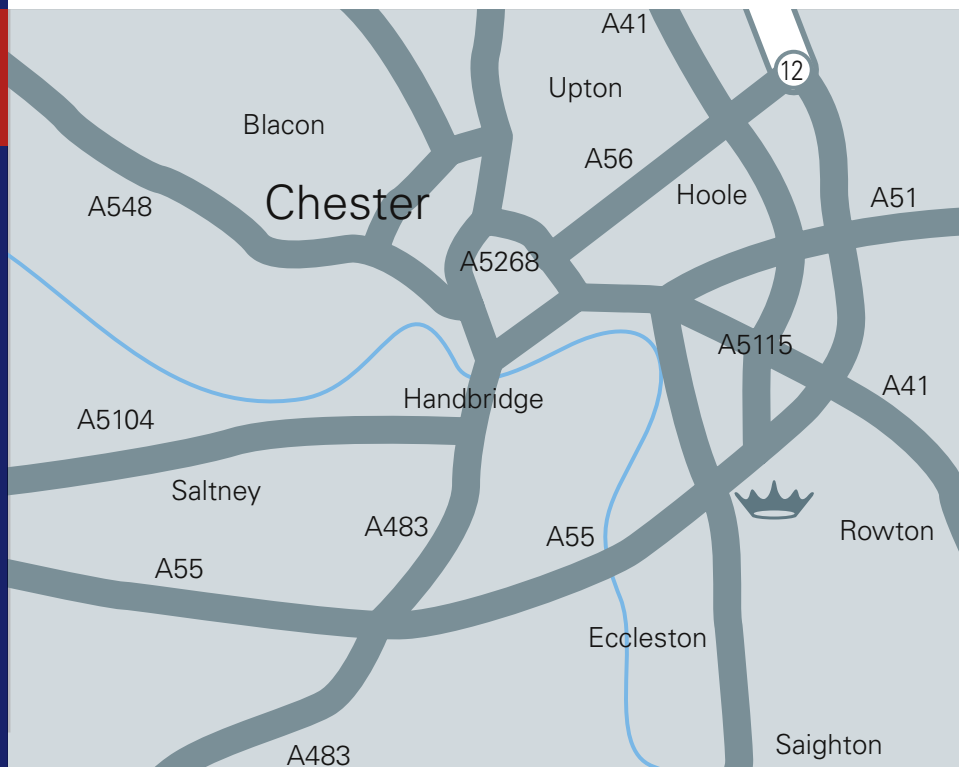 A41
12
Upton
Blacon
A56
Hoole
A51
Chester
A548
A5268
A5115
A41
Handbridge
A5104
Saltney
A483
A55
Rowton
A55
Eccleston
Saighton
A483